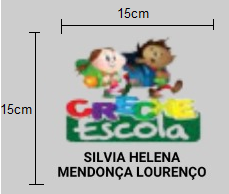 15cm
15cm
CRECHE
Escola
SILVIA HELENA
MENDONÇA LOURENÇO